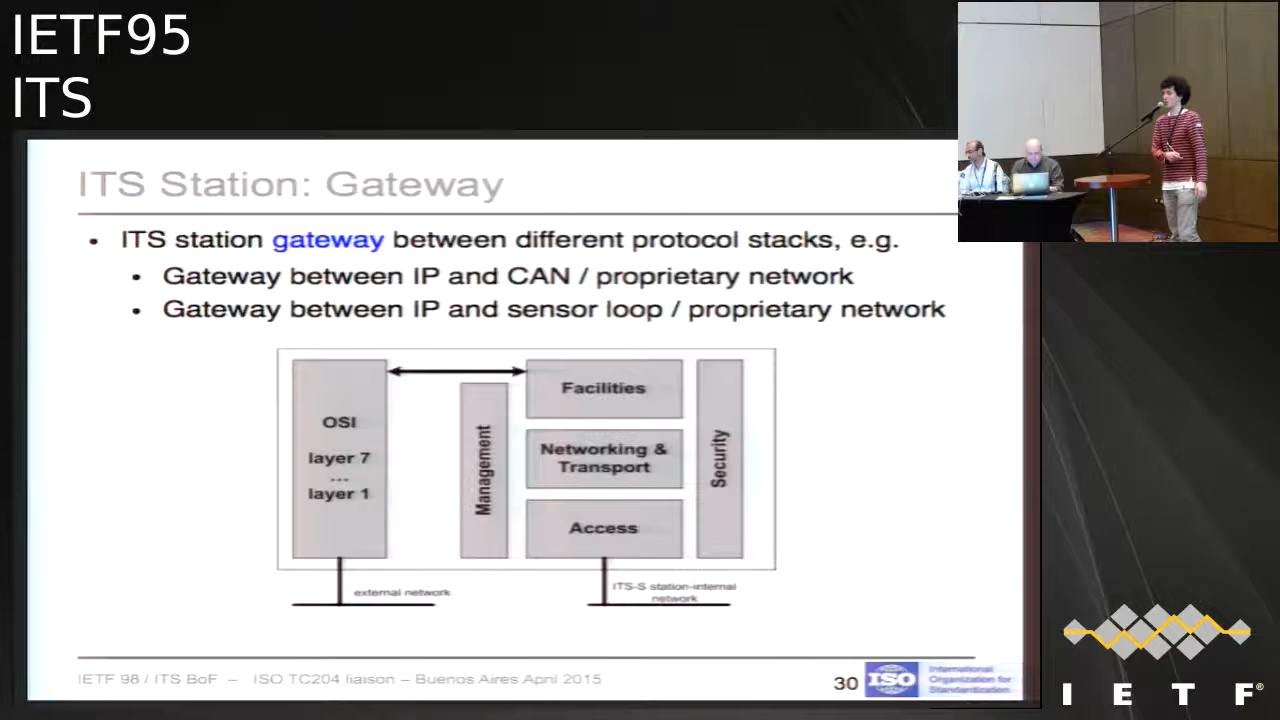 IETF95
ITS
ITS Station: Gateway
• ITS station gateway between different protocol stacks, e.g.
• Gateway between IP and CAN / proprietary network
• Gateway between IP and sensor loop / proprietary network
OSI
layer 7
...
layer 1
Management
Facilities
Networking &
Transport
Access
Security
external network
ITS-S station-internal
network
IETF 98 / ITS BoF – ISO TC204 liaison – Buenos Aires April 2015
30
ISO
International
Organization for
Standardization
I E T F®